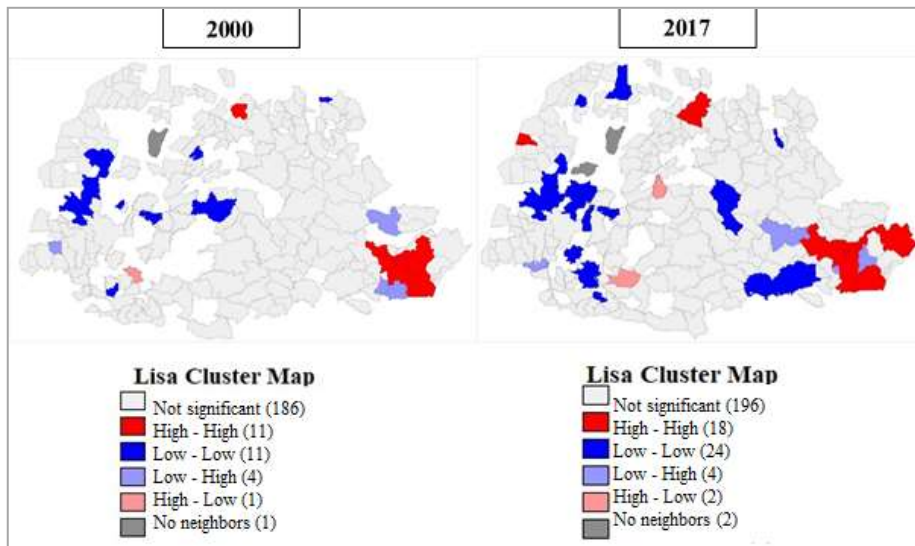 2000
2017
Lisa Cluster Map
Not significant (186)
High - High (11)
Low - Low (11)
Low - High (4)
High - Low (1)
No neighbors (1)
Lisa Cluster Map
Not significant (196)
High - High (18)
Low - Low (24)
Low - High (4)
High - Low (2)
No neighbors (2)